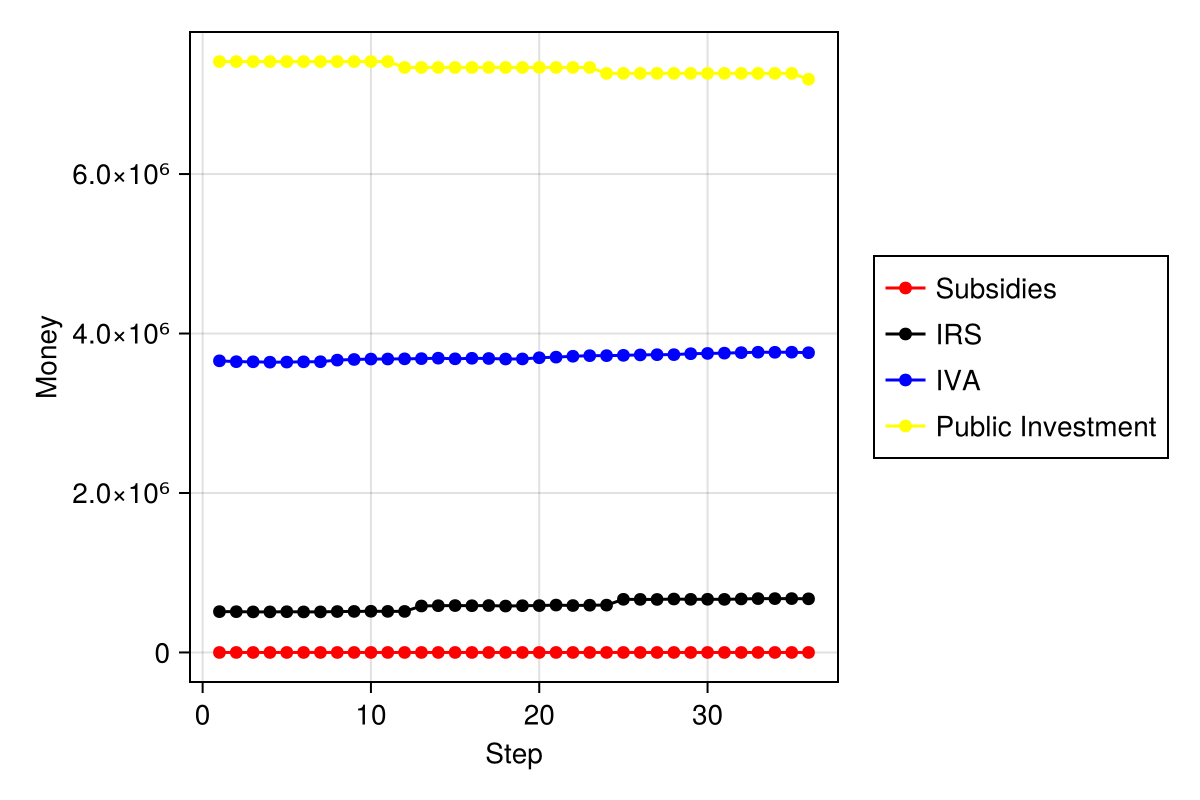 6.0×10⁶
4.0×10⁶
2.0×10⁶
0
Money
0 10 20 30
Step
Subsidies
IRS
IVA
Public Investment